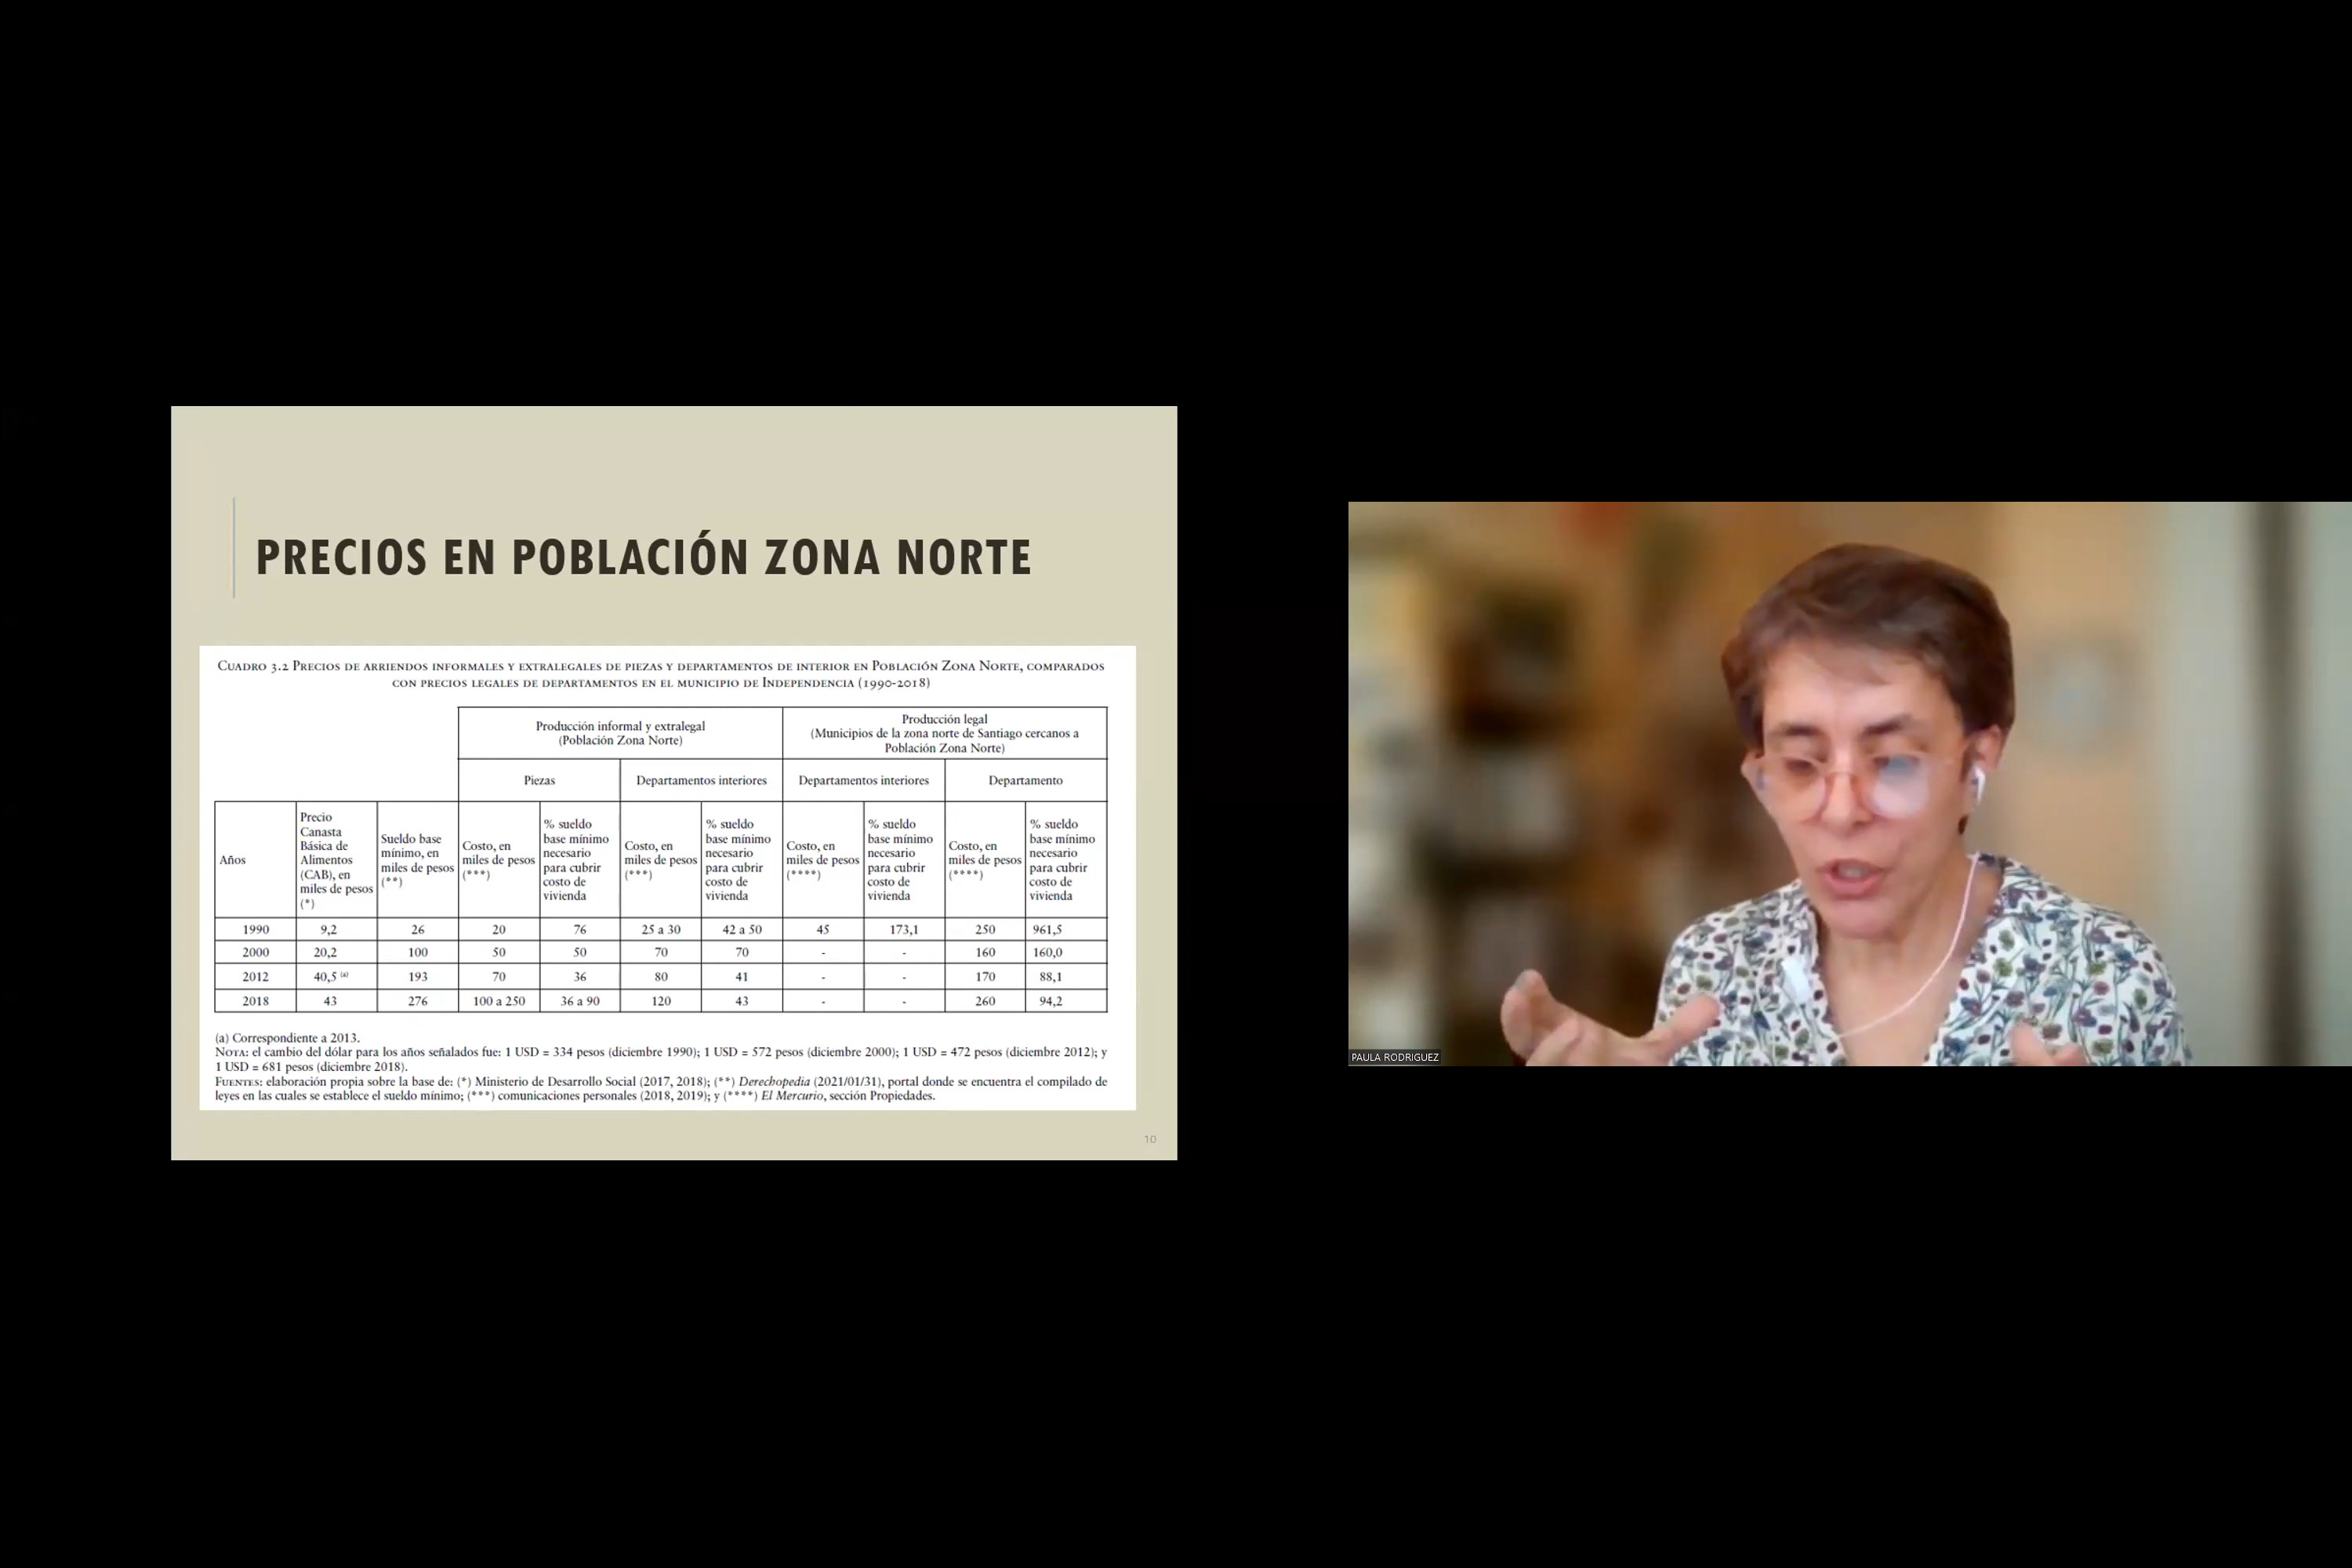 PRECIOS EN POBLACIÓN ZONA NORTE
CUADRO 3.2 PRECIOS DE ARRIENDOS INFORMALES Y EXTRALEGALES DE PIEZAS Y DEPARTAMENTOS DE INTERIOR EN POBLACIÓN ZONA NORTE, COMPARADOS
CON PRECIOS LEGALES DE DEPARTAMENTOS EN EL MUNICIPIO DE INDEPENDENCIA (1990-2018)
Producción informal y extralegal
(Población Zona Norte)
Producción legal
(Municipios de la zona norte de Santiago cercanos a
Población Zona Norte)
Piezas
Departamentos interiores
Departamentos interiores
Departamento
Años
Precio
Canasta
Básica de
Alimentos
(CAB), en
miles de pesos
(*)
Sueldo base
mínimo, en
miles de pesos
(**)
Costo, en
miles de pesos
(***)
% sueldo
base mínimo
necesario
para cubrir
costo de
vivienda
Costo, en
miles de pesos
(***)
% sueldo
base mínimo
necesario
para cubrir
costo de
vivienda
Costo, en
miles de pesos
(****)
% sueldo
base mínimo
necesario
para cubrir
costo de
vivienda
Costo, en
miles de pesos
(****)
% sueldo
base mínimo
necesario
para cubrir
costo de
vivienda
1990 9,2 26 20 76 25 a 30 42 a 50 45 173,1 250 961,5
2000 20,2 100 50 50 70 70 - - 160 160,0
2012 40,5 (a) 193 70 36 80 41 - - 170 88,1
2018 43 276 100 a 250 36 a 90 120 43 - - 260 94,2
(a) Correspondiente a 2013.
NOTA: el cambio del dólar para los años señalados fue: 1 USD = 334 pesos (diciembre 1990); 1 USD = 572 pesos (diciembre 2000); 1 USD = 472 pesos (diciembre 2012); y
1 USD = 681 pesos (diciembre 2018).
FUENTES: elaboración propia sobre la base de: (*) Ministerio de Desarrollo Social (2017, 2018); (**) Derechopedia (2021/01/31), portal donde se encuentra el compilado de
leyes en las cuales se establece el sueldo mínimo; (***) comunicaciones personales (2018, 2019); y (****) El Mercurio, sección Propiedades.
10
PAULA RODRIGUEZ